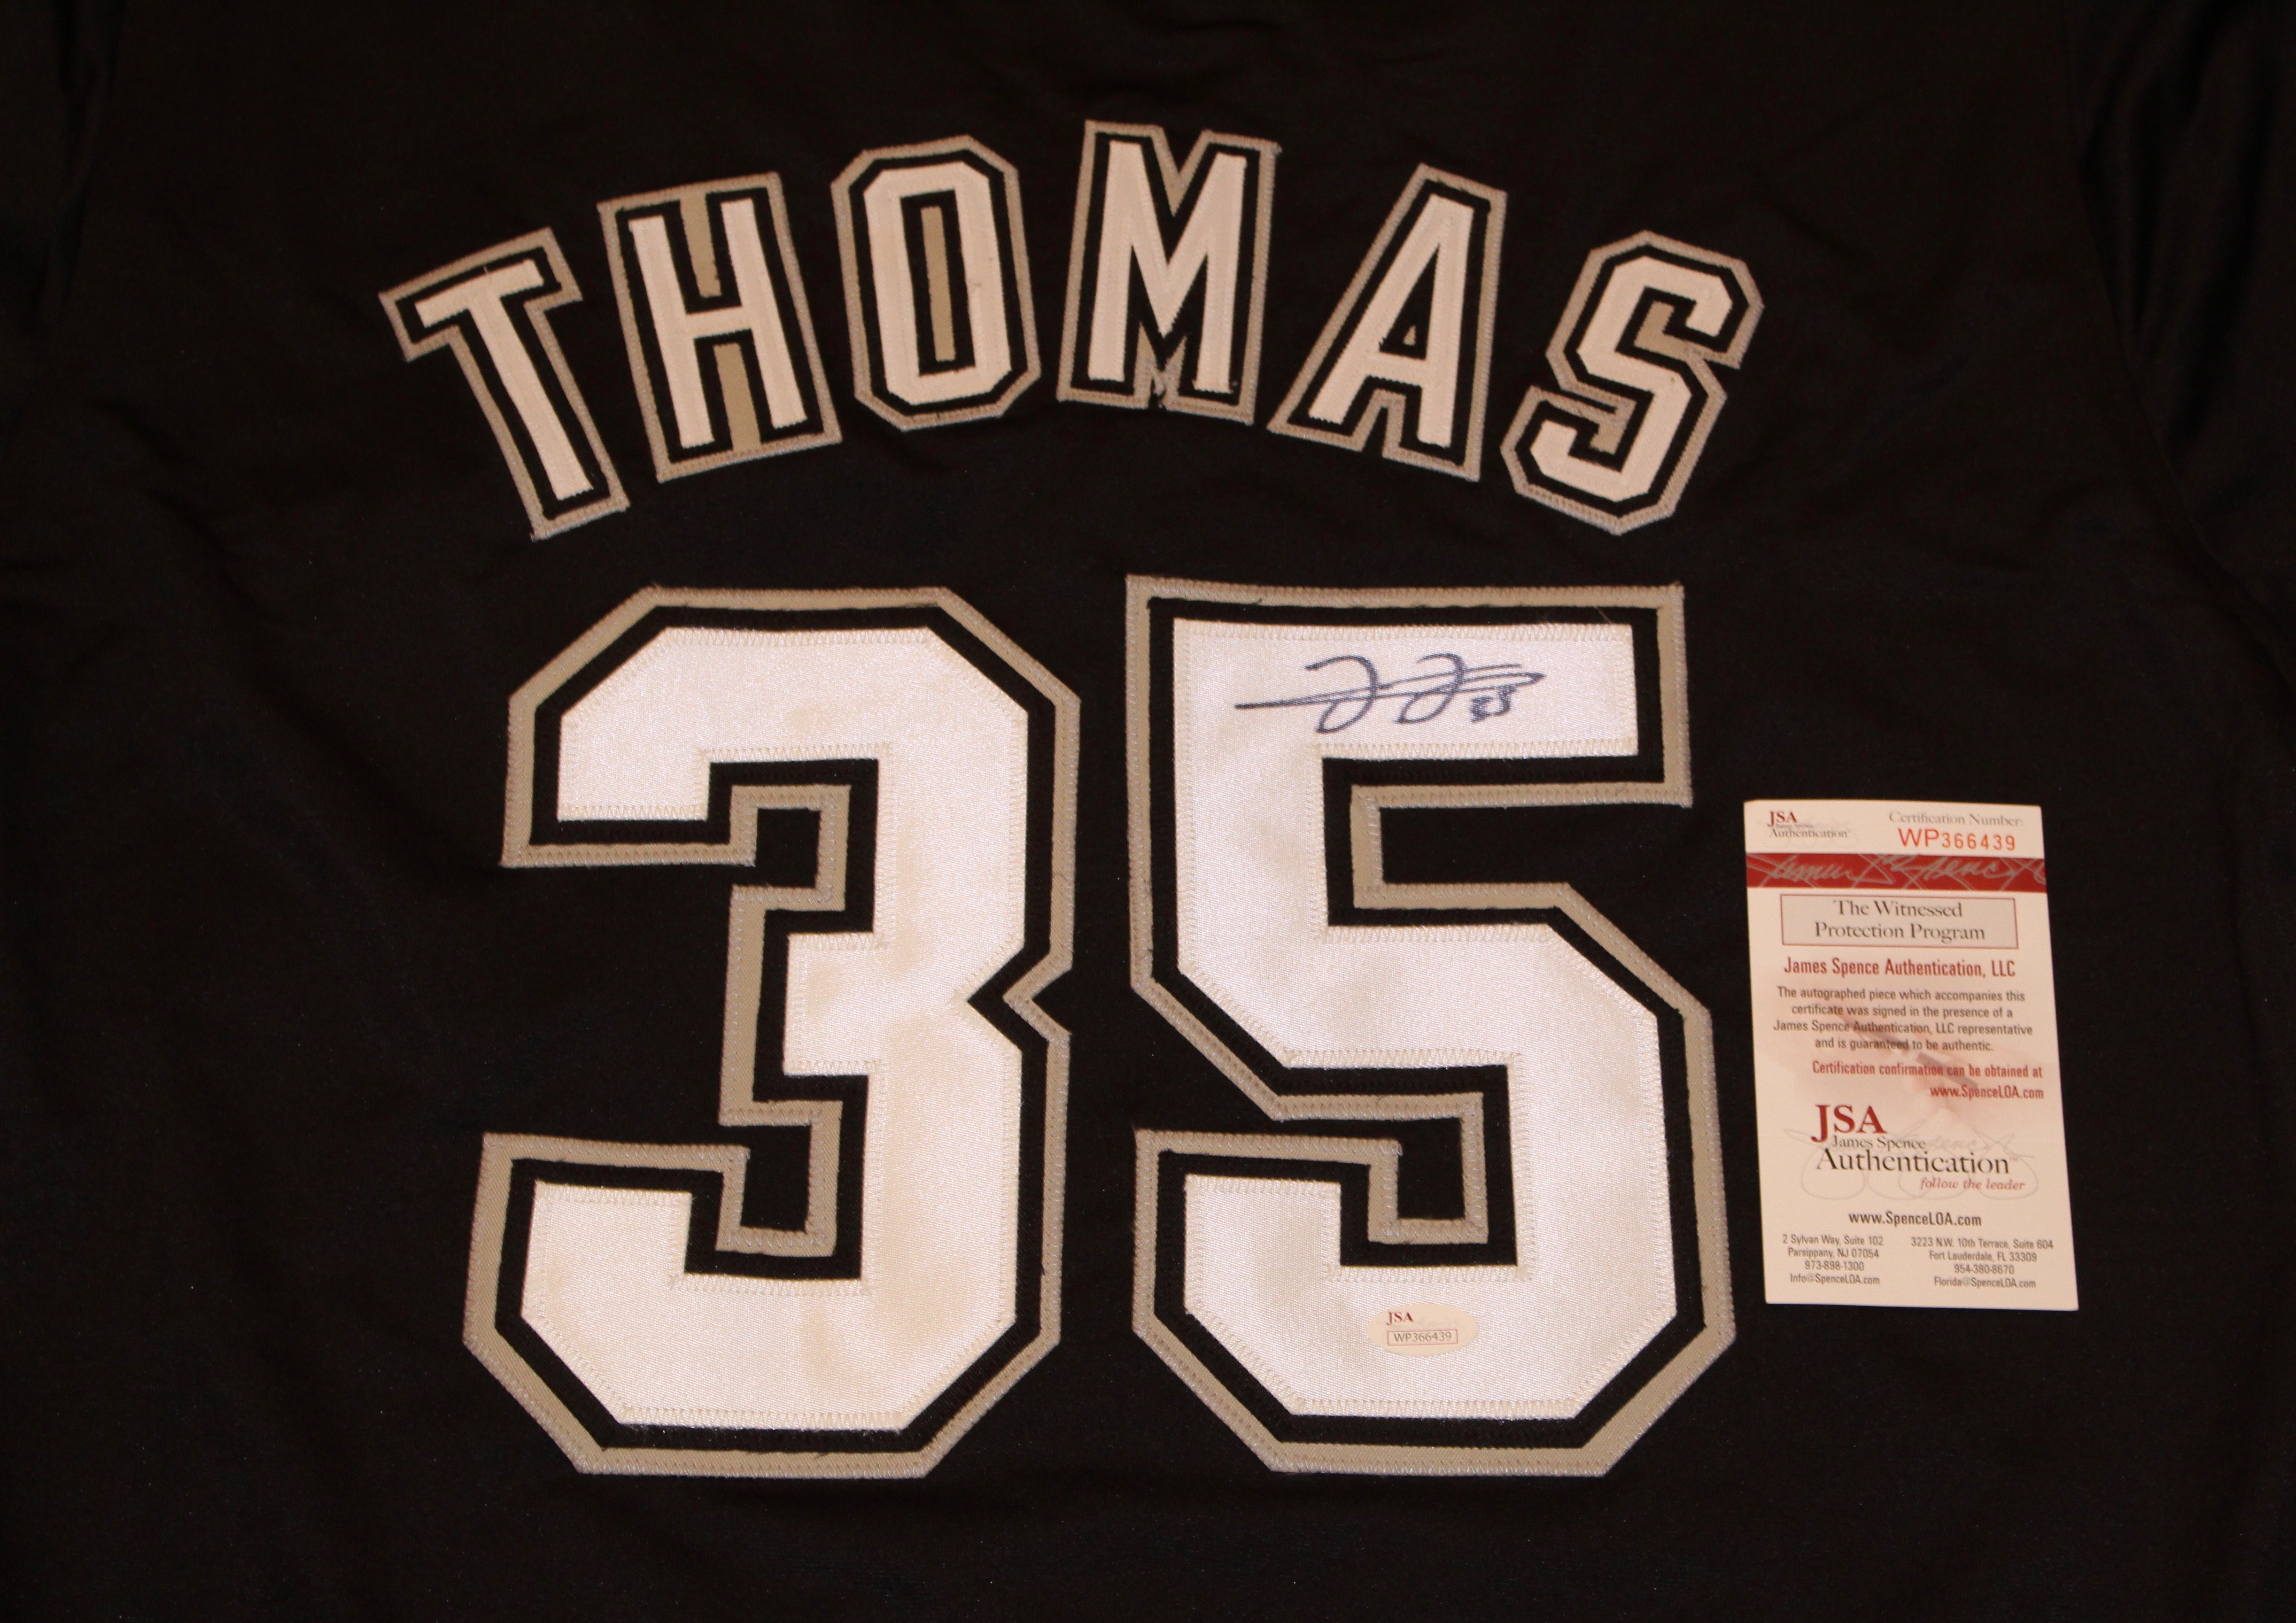 THOMAS
35
35
JSA
WP366439
JSA
Authentication
Certification Number:
WP366439
The Witnessed
Protection Program
James Spence Authentication, LLC
The autographed piece which accompanies this
certificate was signed in the presence of a
James Spence Authentication, LLC representative
and is guaranteed to be authentic.
Certification confirmation can be obtained at
www.SpenceLOA.com
JSA
James Spence
Authentication
follow the leader
www.SpenceLOA.com
2 Sylvan Way, Suite 102
Parsippany, NJ 07054
973-898-1300
Info@SpenceLOA.com
3223 N.W. 10th Terrace, Suite 604
Fort Lauderdale, FL 33309
954-380-8670
Florida@SpenceLOA.com